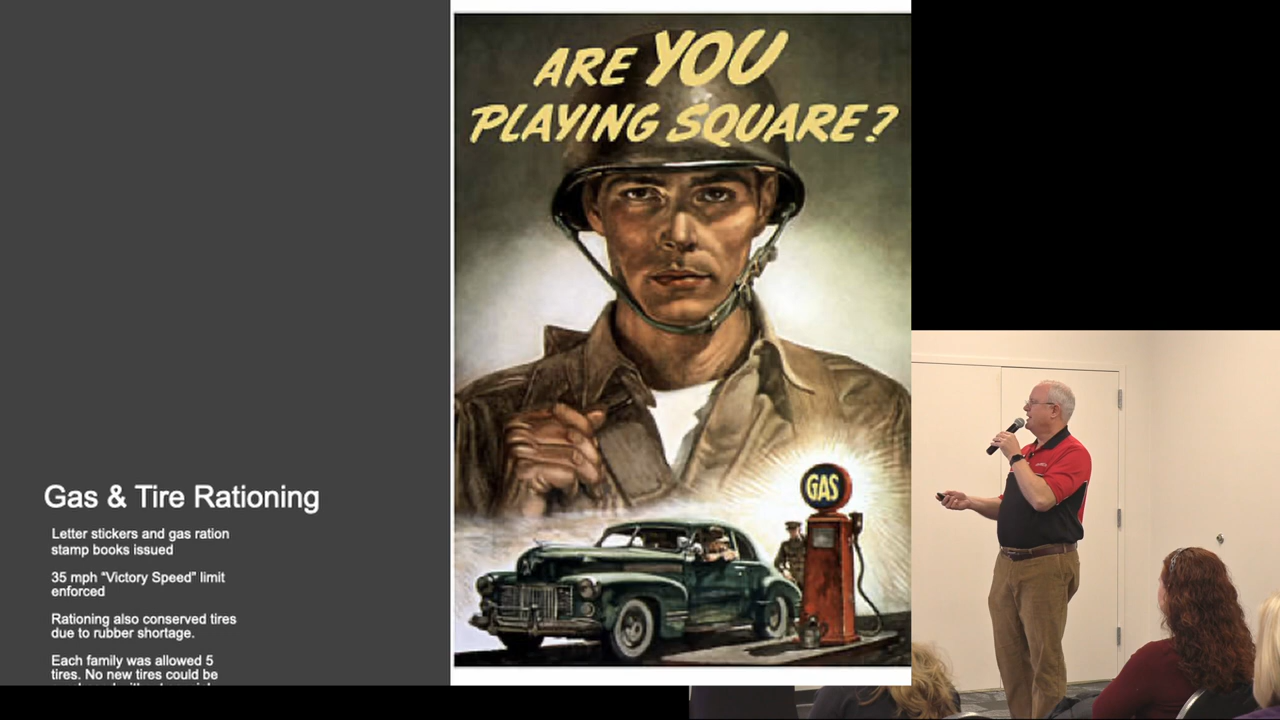 ARE YOU
PLAYING SQUARE?
GAS
Gas & Tire Rationing
Letter stickers and gas ration
stamp books issued
35 mph “Victory Speed” limit
enforced
Rationing also conserved tires
due to rubber shortage.
Each family was allowed 5
tires. No new tires could be